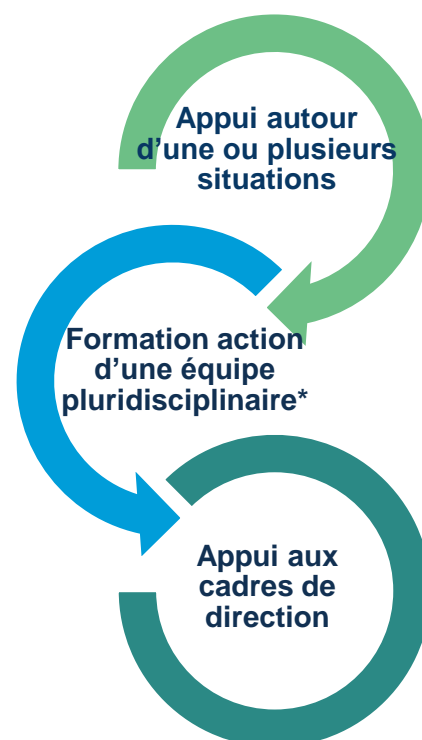 Appui autour
d’une ou plusieurs
situations
Formation action
d’une équipe
pluridisciplinaire*
Appui aux
cadres de
direction